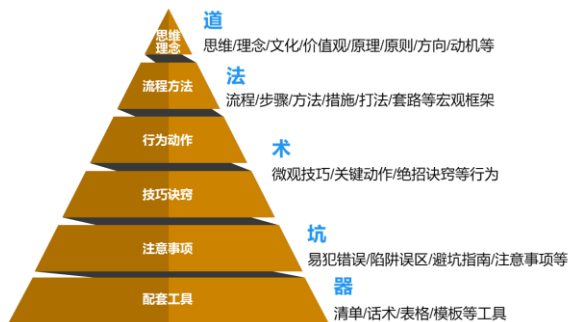 道
思维
理念
思维/理念/文化/价值观/原理/原则/方向/动机等
法
流程方法
流程/步骤/方法/措施/打法/套路等宏观框架
行为动作
术
微观技巧/关键动作/绝招诀窍等行为
技巧诀窍
坑
注意事项
易犯错误/陷阱误区/避坑指南/注意事项等
器
配套工具
清单/话术/表格/模板等工具